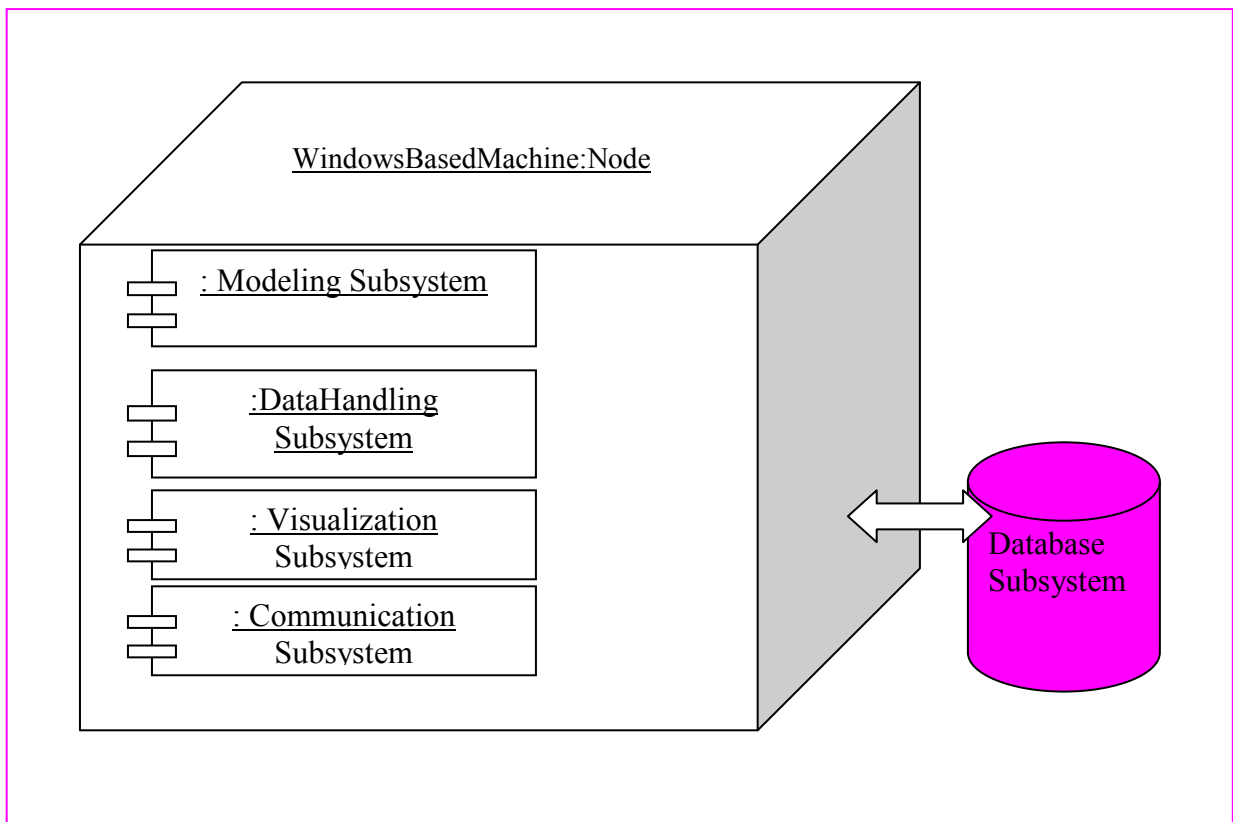 WindowsBasedMachine:Node
: Modeling Subsystem
:DataHandling
Subsystem
: Visualization
Subsystem
: Communication
Subsystem
Database
Subsystem